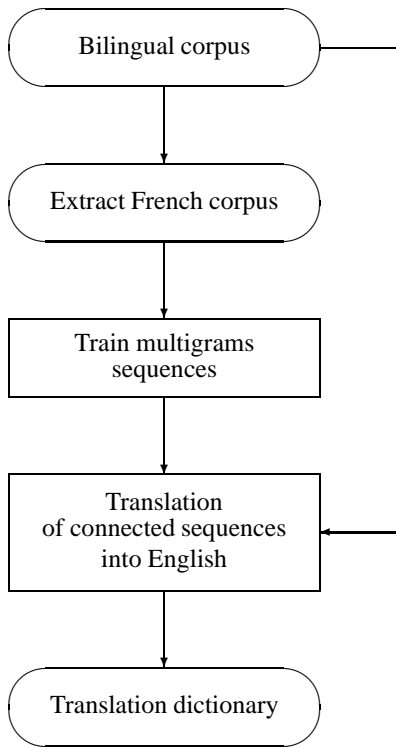 Bilingual corpus
Extract French corpus
Train multigrams
sequences
Translation
of connected sequences
into English
Translation dictionary